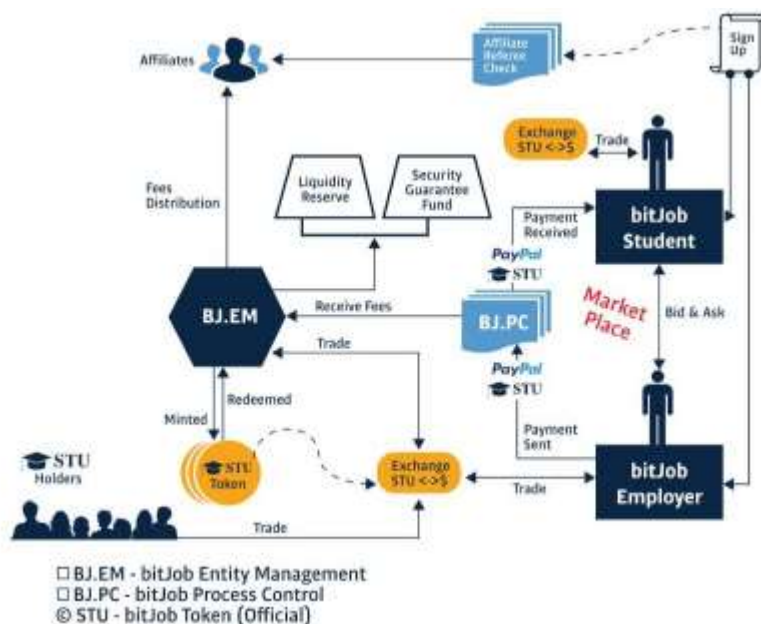 Affiliates
Affiliate
Referee
Check
Sign
Up
Exchange
STU <->$
Trade
Fees
Distribution
Liquidity
Reserve
Security
Guarantee
Fund
Payment
Received
bitJob
Student
PayPal
STU
BJ.EM
Receive Fees
BJ.PC
Market
Place
Bid & Ask
Trade
PayPal
STU
Minted
Redeemed
Payment
Sent
STU
Holders
STU
Token
Exchange
STU <->$
Trade
bitJob
Employer
Trade
□ BJ.EM - bitJob Entity Management
□ BJ.PC - bitJob Process Control
© STU - bitJob Token (Official)